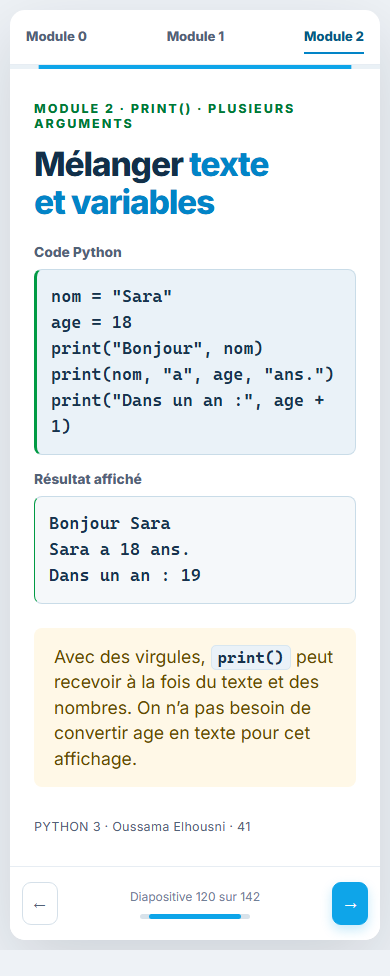 Module 0 Module 1 Module 2
MODULE 2 · PRINT() · PLUSIEURS
ARGUMENTS
Mélanger texte
et variables
Code Python
nom = "Sara"
age = 18
print("Bonjour", nom)
print(nom, "a", age, "ans.")
print("Dans un an :", age +
1)
Résultat affiché
Bonjour Sara
Sara a 18 ans.
Dans un an : 19
Avec des virgules, print() peut
recevoir à la fois du texte et des
nombres. On n’a pas besoin de
convertir age en texte pour cet
affichage.
PYTHON 3 · Oussama Elhousni · 41
← Diapositive 120 sur 142 →